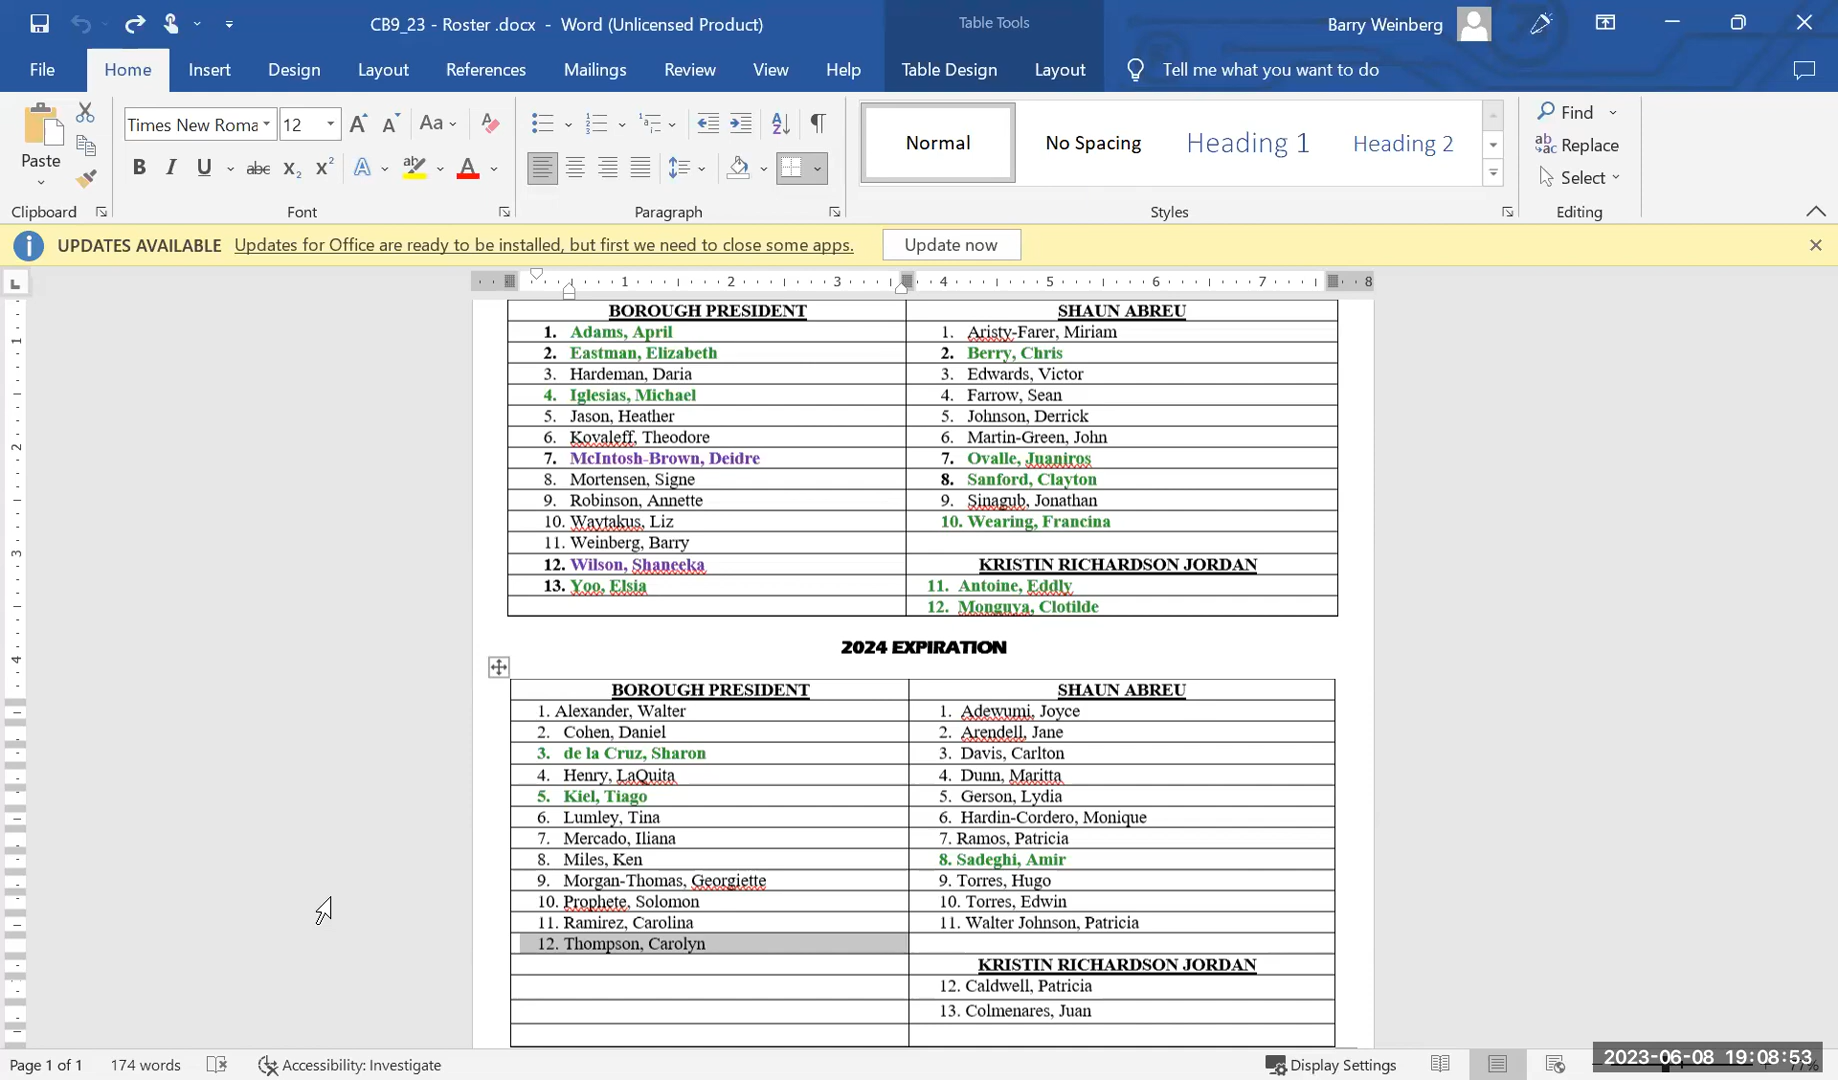 CB9_23 - Roster .docx - Word (Unlicensed Product)
Table Tools
Barry Weinberg
File Home Insert Design Layout References Mailings Review View Help Table Design Layout Tell me what you want to do
Paste
Times New Roma 12
Aa
Normal
No Spacing
Heading 1
Heading 2
Find
Replace
Select
Clipboard Font Paragraph Styles Editing
UPDATES AVAILABLE Updates for Office are ready to be installed, but first we need to close some apps. Update now
1 2 3 4 5 6 7 8
BOROUGH PRESIDENT SHAUN ABREU
1. Adams, April 1. Aristy-Farer, Miriam
2. Eastman, Elizabeth 2. Berry, Chris
3. Hardeman, Daria 3. Edwards, Victor
4. Iglesias, Michael 4. Farrow, Sean
5. Jason, Heather 5. Johnson, Derrick
6. Kovaleff, Theodore 6. Martin-Green, John
7. McIntosh-Brown, Deidre 7. Ovalle, Juaniros
8. Mortensen, Signe 8. Sanford, Clayton
9. Robinson, Annette 9. Sinagub, Jonathan
10. Waytakus, Liz 10. Wearing, Francina
11. Weinberg, Barry
12. Wilson, Shaneeka KRISTIN RICHARDSON JORDAN
13. Yoo, Elsia 11. Antoine, Eddly
12. Monguya, Clotilde
2024 EXPIRATION
BOROUGH PRESIDENT SHAUN ABREU
1. Alexander, Walter 1. Adewumi, Joyce
2. Cohen, Daniel 2. Arendell, Jane
3. de la Cruz, Sharon 3. Davis, Carlton
4. Henry, LaQuita 4. Dunn, Maritta
5. Kiel, Tiago 5. Gerson, Lydia
6. Lumley, Tina 6. Hardin-Cordero, Monique
7. Mercado, Iliana 7. Ramos, Patricia
8. Miles, Ken 8. Sadeghi, Amir
9. Morgan-Thomas, Georgiette 9. Torres, Hugo
10. Prophete, Solomon 10. Torres, Edwin
11. Ramirez, Carolina 11. Walter Johnson, Patricia
12. Thompson, Carolyn
KRISTIN RICHARDSON JORDAN
12. Caldwell, Patricia
13. Colmenares, Juan
Page 1 of 1 174 words Accessibility: Investigate Display Settings 2023-06-08 19:08:53